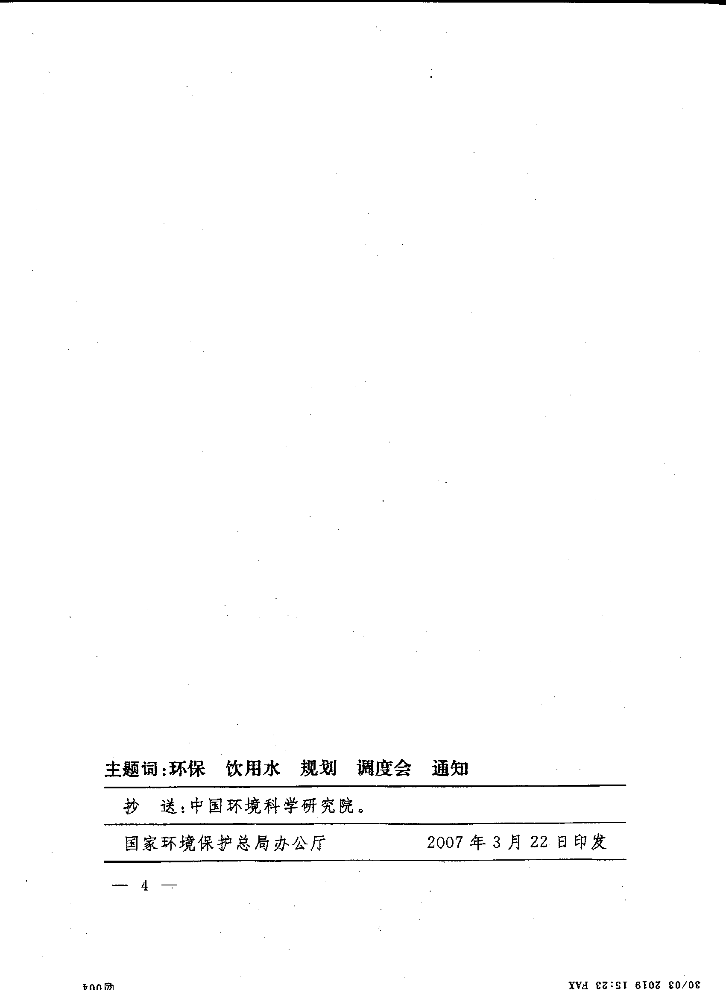 主题词:环保　饮用水　规划　调度会　通知
抄　送:中国环境科学研究院。
国家环境保护总局办公厅　2007 年 3 月 22 日印发
— 4 —
30/03 2019 15:23 FAX
004